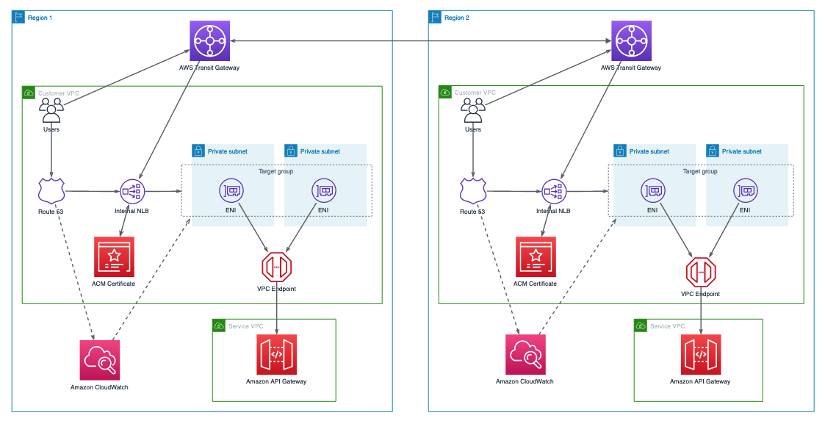 Region 1
AWS Transit Gateway
Customer VPC
Users
Private subnet
Private subnet
Target group
Route 53
Internal NLB
ENI
ENI
ACM Certificate
VPC Endpoint
Service VPC
Amazon CloudWatch
Amazon API Gateway
Region 2
AWS Transit Gateway
Customer VPC
Users
Private subnet
Private subnet
Target group
Route 53
Internal NLB
ENI
ENI
ACM Certificate
VPC Endpoint
Service VPC
Amazon CloudWatch
Amazon API Gateway